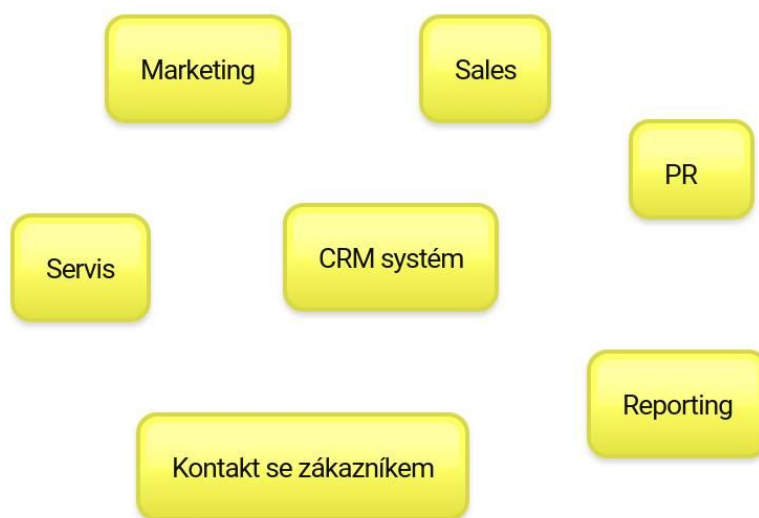 Marketing
Sales
PR
Servis
CRM systém
Reporting
Kontakt se zákazníkem